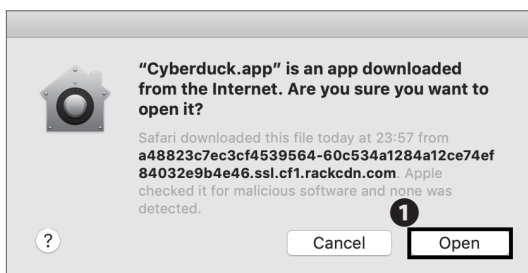 “Cyberduck.app” is an app downloaded
from the Internet. Are you sure you want to
open it?
Safari downloaded this file today at 23:57 from
a48823c7ec3cf4539564-60c534a1284a12ce74ef
84032e9b4e46.ssl.cf1.rackcdn.com. Apple
checked it for malicious software and none was
detected.
1
?
Cancel
Open